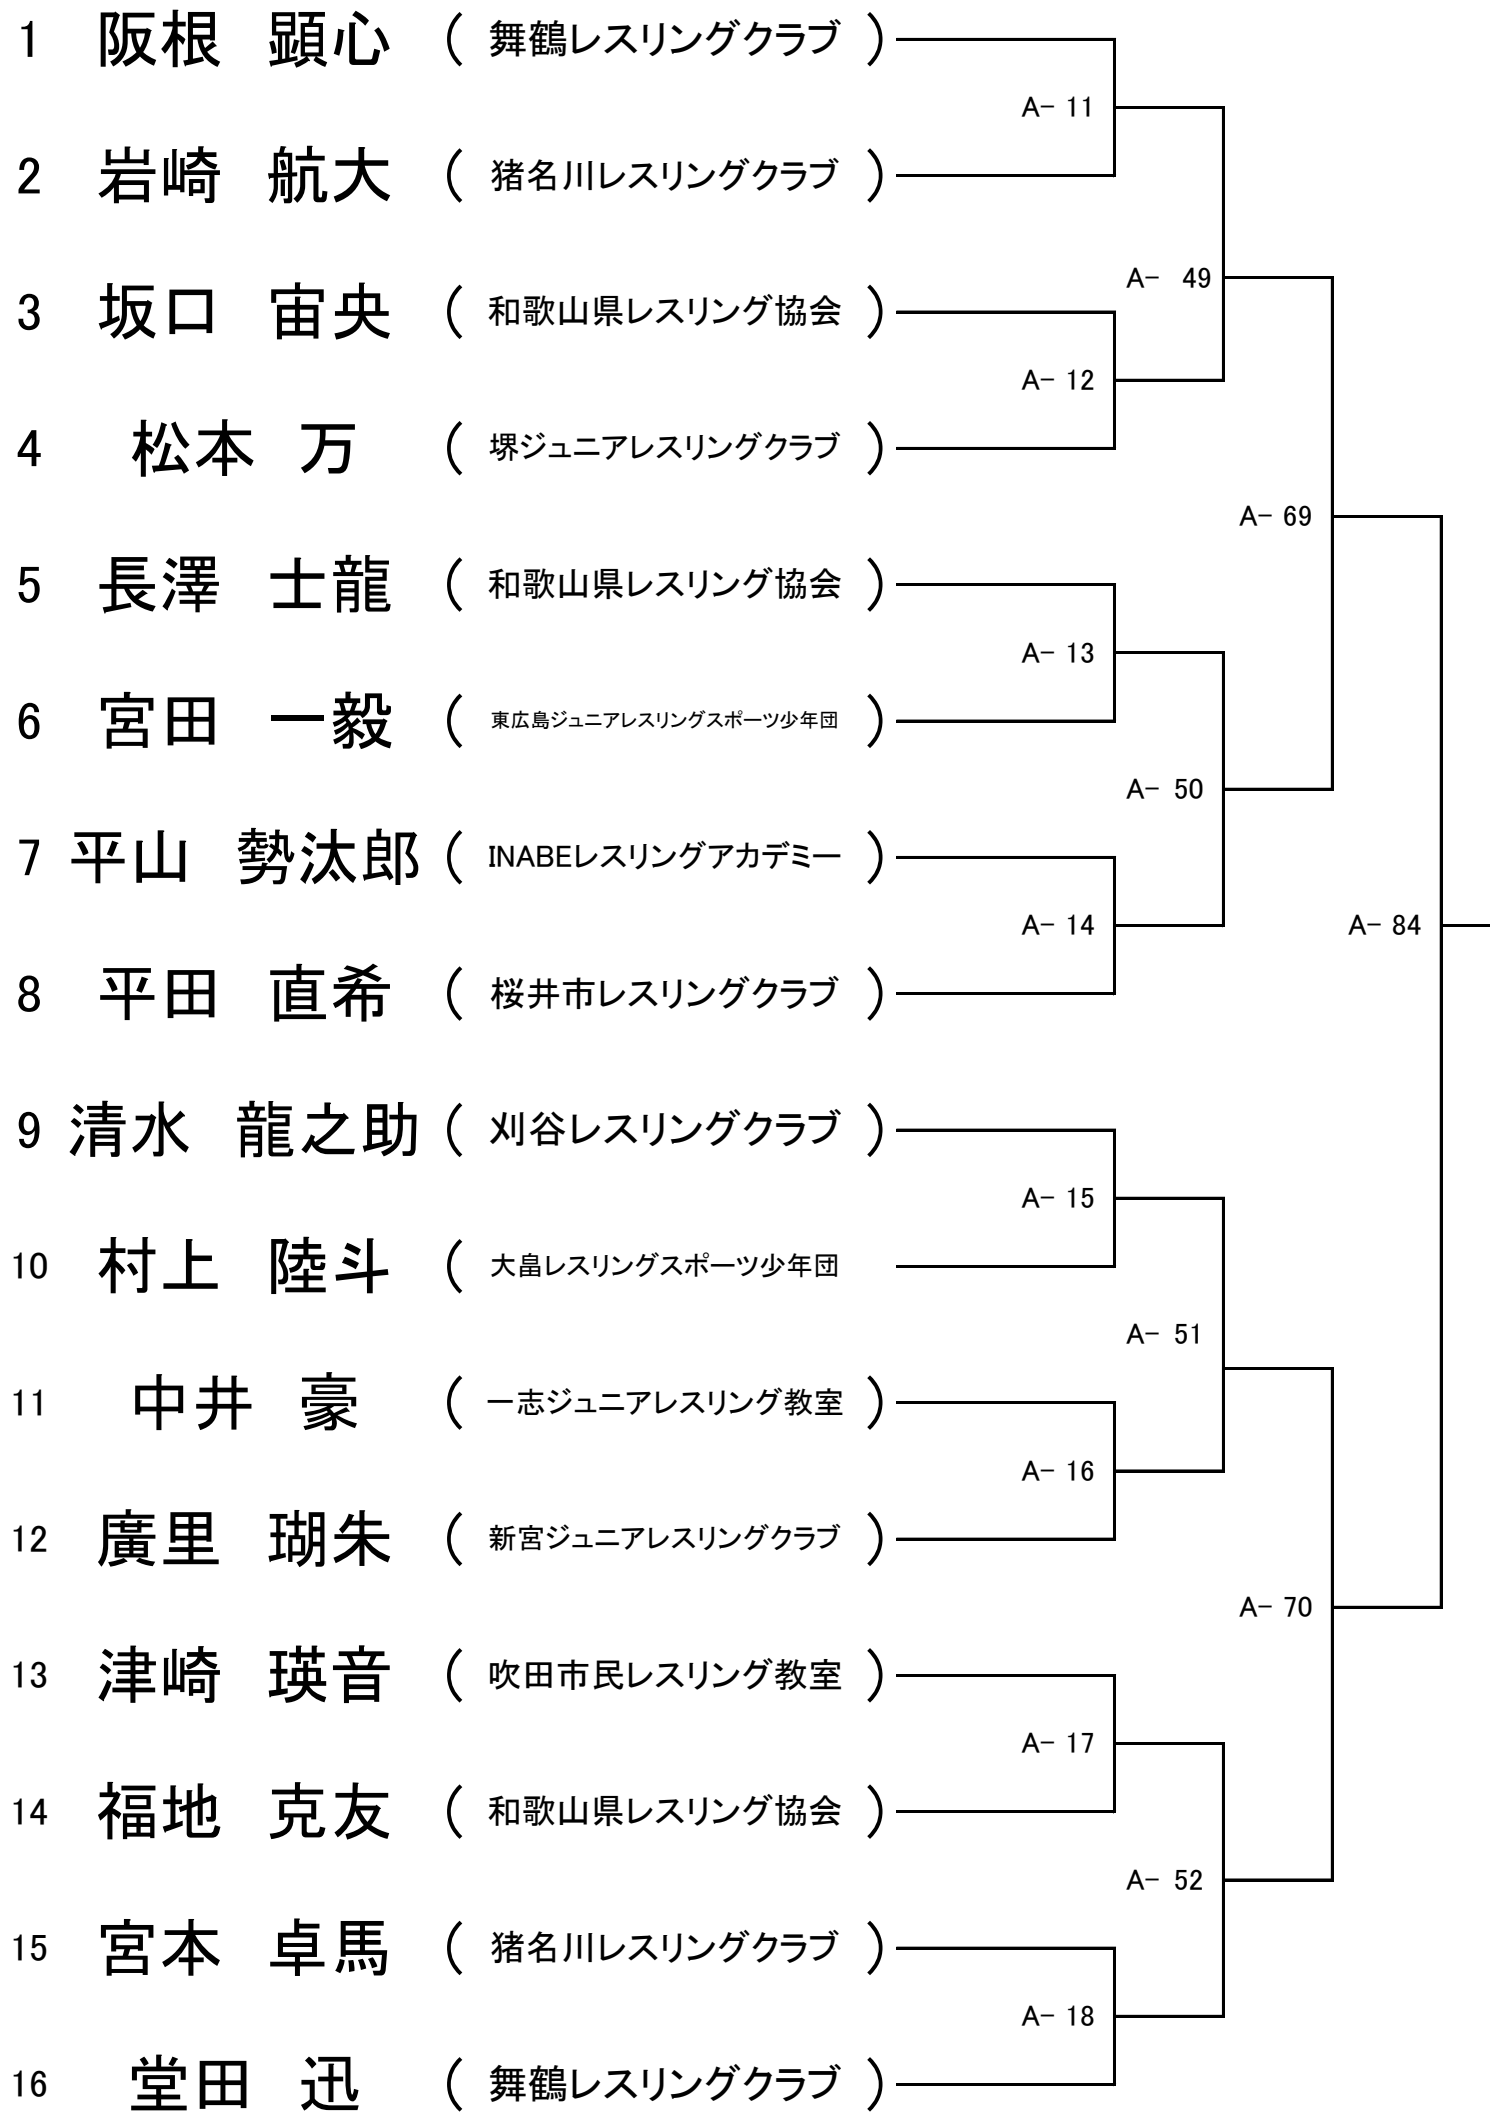 1 阪根 顕心 ( 舞鶴レスリングクラブ )
A- 11
2 岩崎 航大 ( 猪名川レスリングクラブ )
A- 49
3 坂口 宙央 ( 和歌山県レスリング協会 )
A- 12
4 松本 万 ( 堺ジュニアレスリングクラブ )
A- 69
5 長澤 士龍 ( 和歌山県レスリング協会 )
A- 13
6 宮田 一毅 ( 東広島ジュニアレスリングスポーツ少年団 )
A- 50
7 平山 勢汰郎 ( INABEレスリングアカデミー )
A- 14
A- 84
8 平田 直希 ( 桜井市レスリングクラブ )
9 清水 龍之助 ( 刈谷レスリングクラブ )
A- 15
10 村上 陸斗 ( 大畠レスリングスポーツ少年団
A- 51
11 中井 豪 ( 一志ジュニアレスリング教室 )
A- 16
12 廣里 瑚朱 ( 新宮ジュニアレスリングクラブ )
A- 70
13 津崎 瑛音 ( 吹田市民レスリング教室 )
A- 17
14 福地 克友 ( 和歌山県レスリング協会 )
A- 52
15 宮本 卓馬 ( 猪名川レスリングクラブ )
A- 18
16 堂田 迅 ( 舞鶴レスリングクラブ )